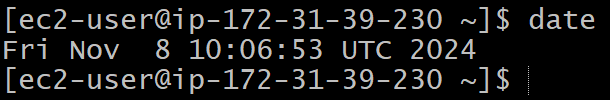 [ec2-user@ip-172-31-39-230 ~]$ date
Fri Nov  8 10:06:53 UTC 2024
[ec2-user@ip-172-31-39-230 ~]$